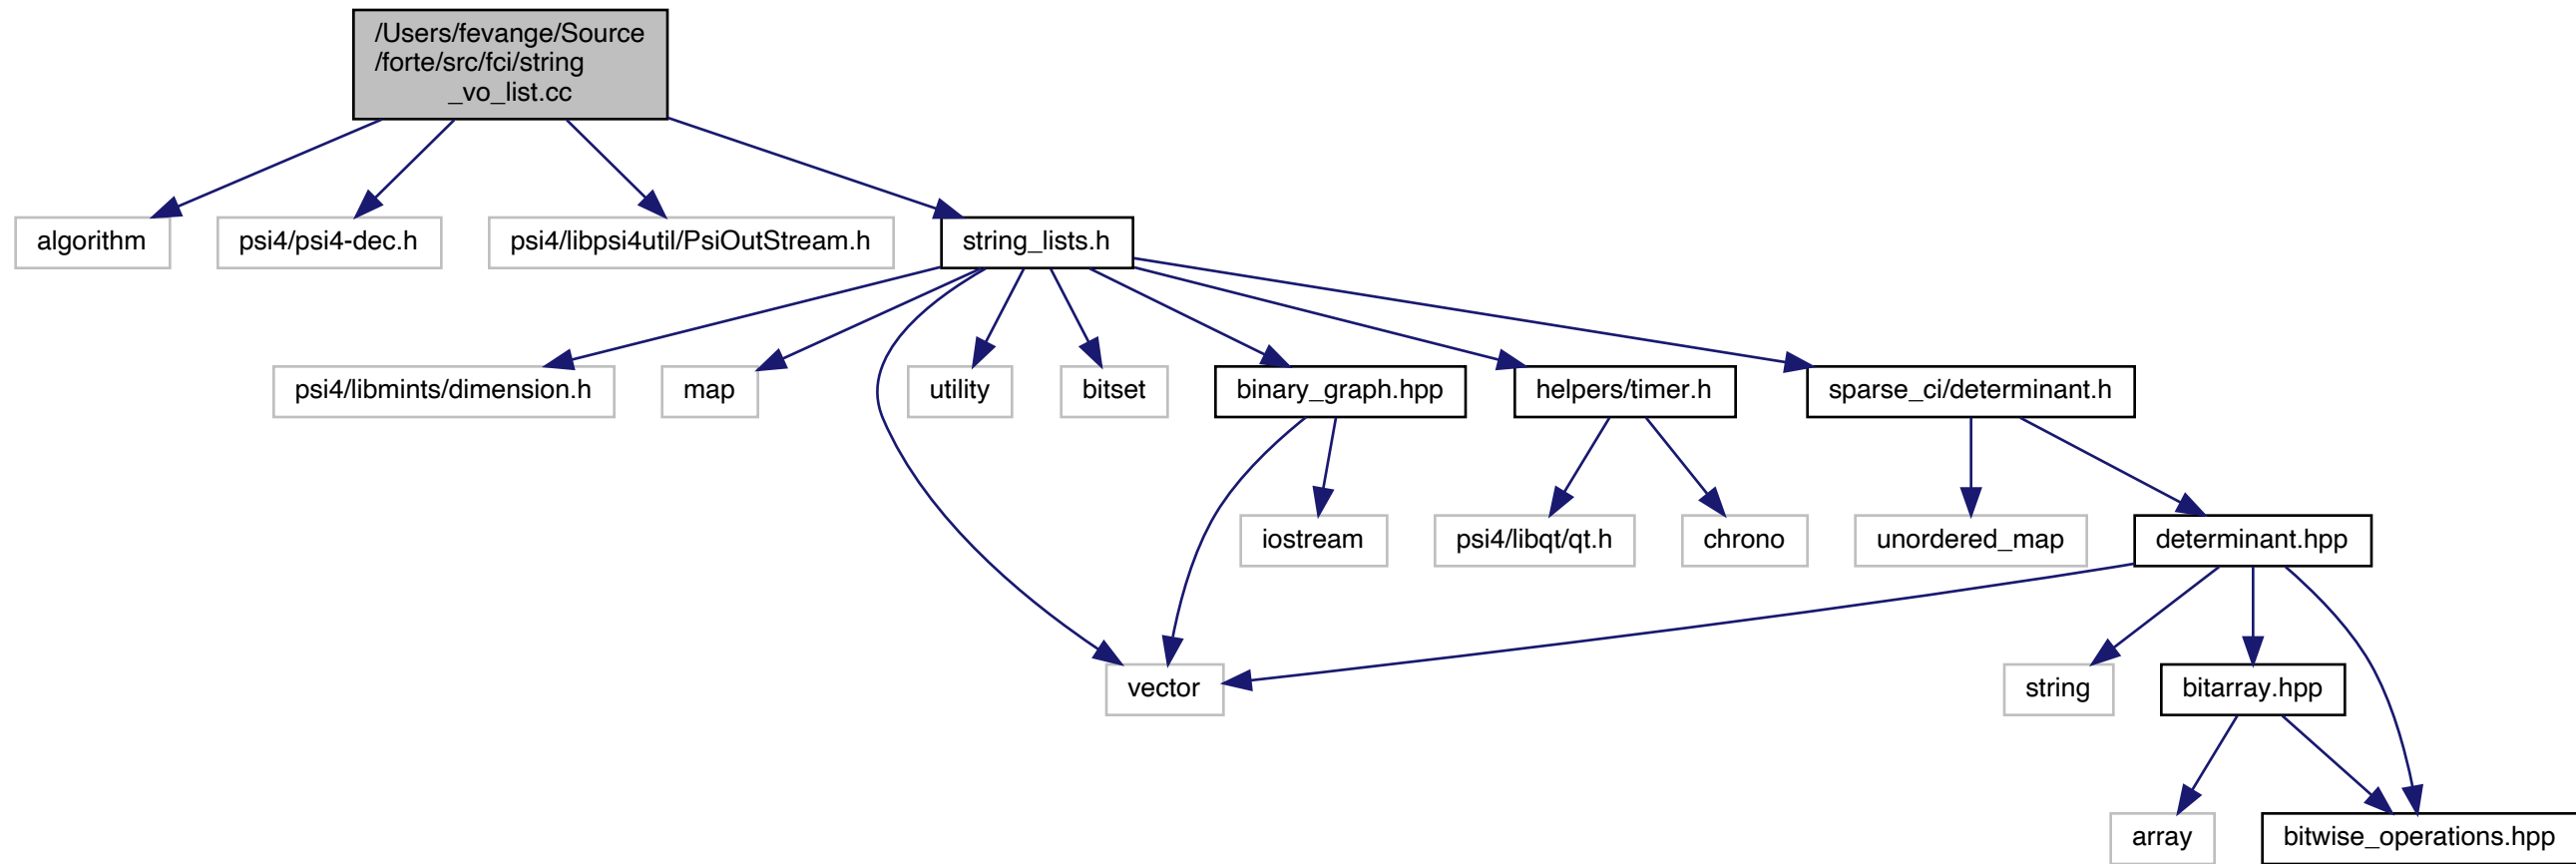 /Users/fevange/Source
/forte/src/fci/string
_vo_list.cc
algorithm
psi4/psi4-dec.h
psi4/libpsi4util/PsiOutStream.h
string_lists.h
psi4/libmints/dimension.h
map
utility
bitset
binary_graph.hpp
helpers/timer.h
sparse_ci/determinant.h
iostream
psi4/libqt/qt.h
chrono
unordered_map
determinant.hpp
vector
string
bitarray.hpp
array
bitwise_operations.hpp